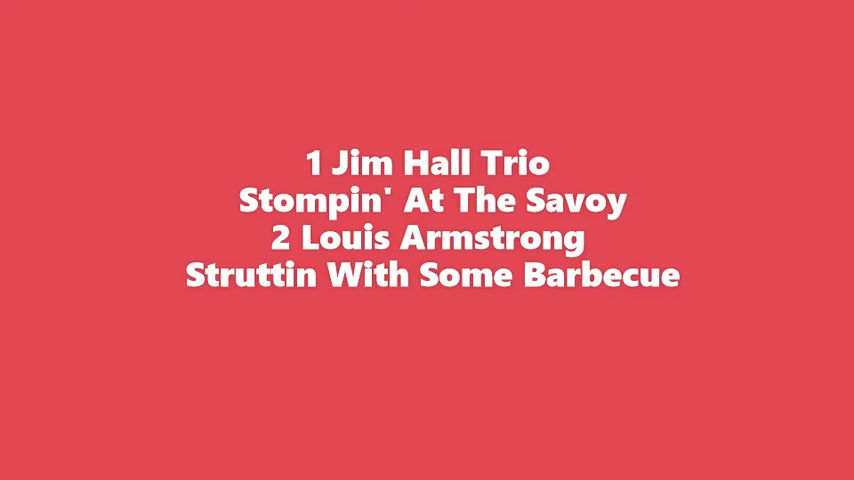 1 Jim Hall Trio
Stompin' At The Savoy
2 Louis Armstrong
Struttin With Some Barbecue